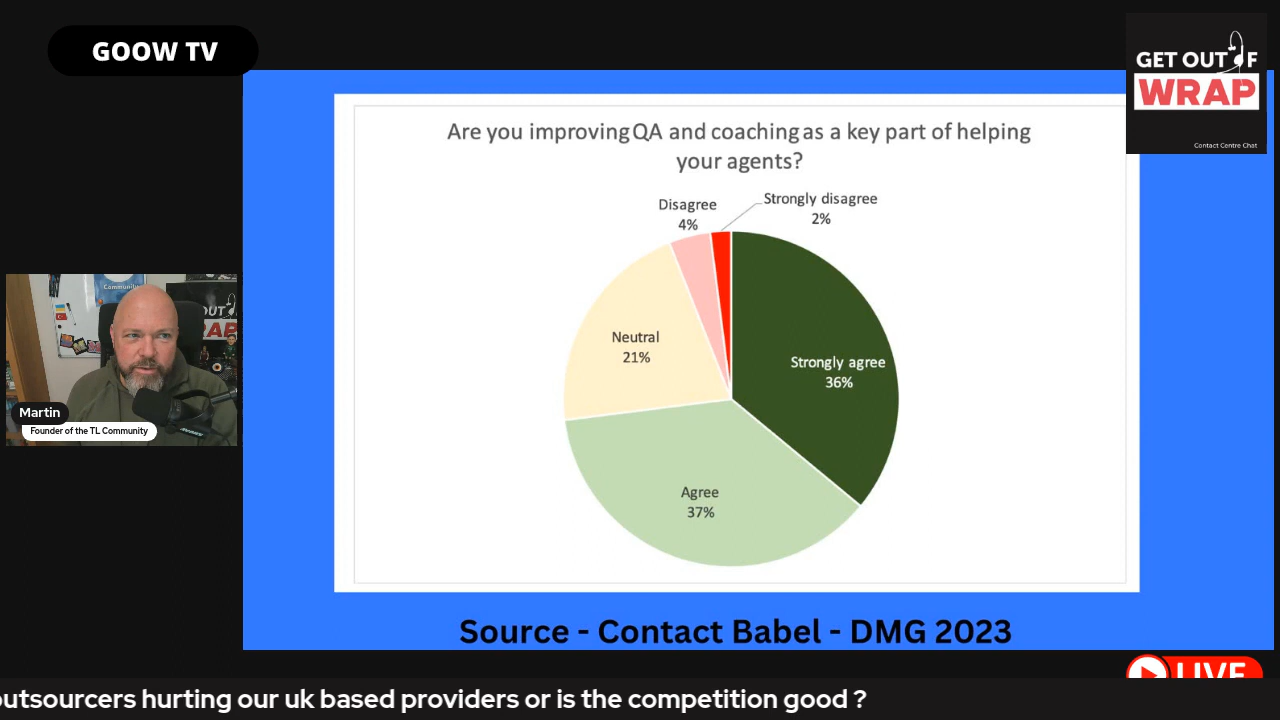 GOOW TV
GET OUT OF
WRAP
Contact Centre Chat
Are you improving QA and coaching as a key part of helping
your agents?
Strongly disagree
2%
Disagree
4%
Neutral
21%
Strongly agree
36%
Agree
37%
Community
OUT
RAP
Martin
Founder of the TL Community
Source - Contact Babel - DMG 2023
LIVE
outsourcers hurting our uk based providers or is the competition good ?